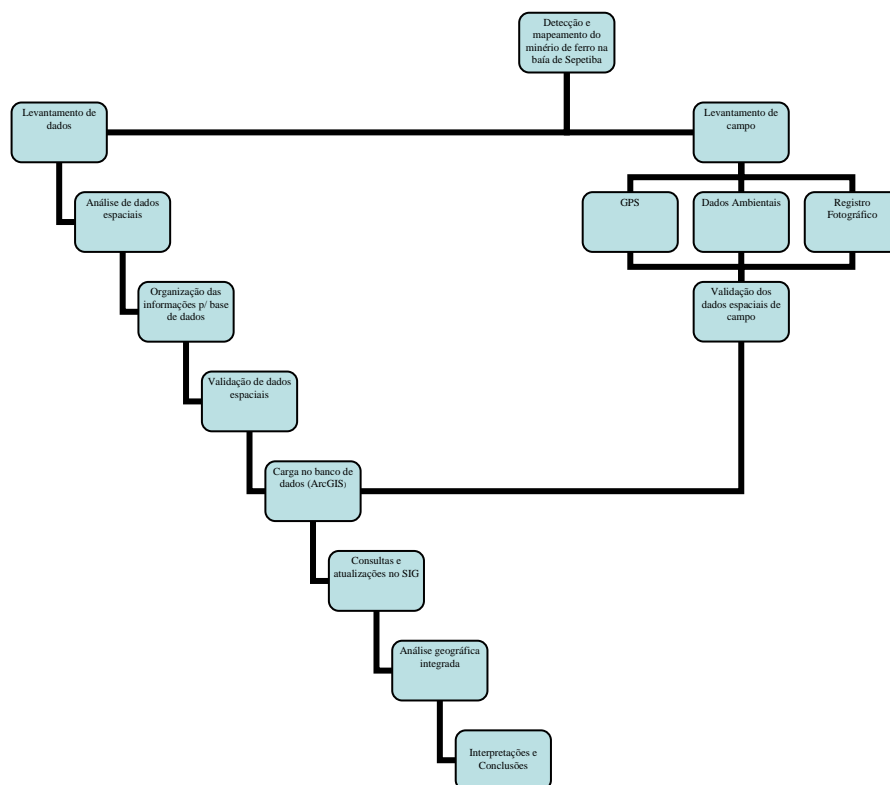 Detecção e
mapeamento do
minério de ferro na
baía de Sepetiba
Levantamento de
dados
Levantamento de
campo
Análise de dados
espaciais
GPS
Dados Ambientais
Registro
Fotográfico
Organização das
informações p/ base
de dados
Validação dos
dados espaciais de
campo
Validação de dados
espaciais
Carga no banco de
dados (ArcGIS)
Consultas e
atualizações no SIG
Análise geográfica
integrada
Interpretações e
Conclusões